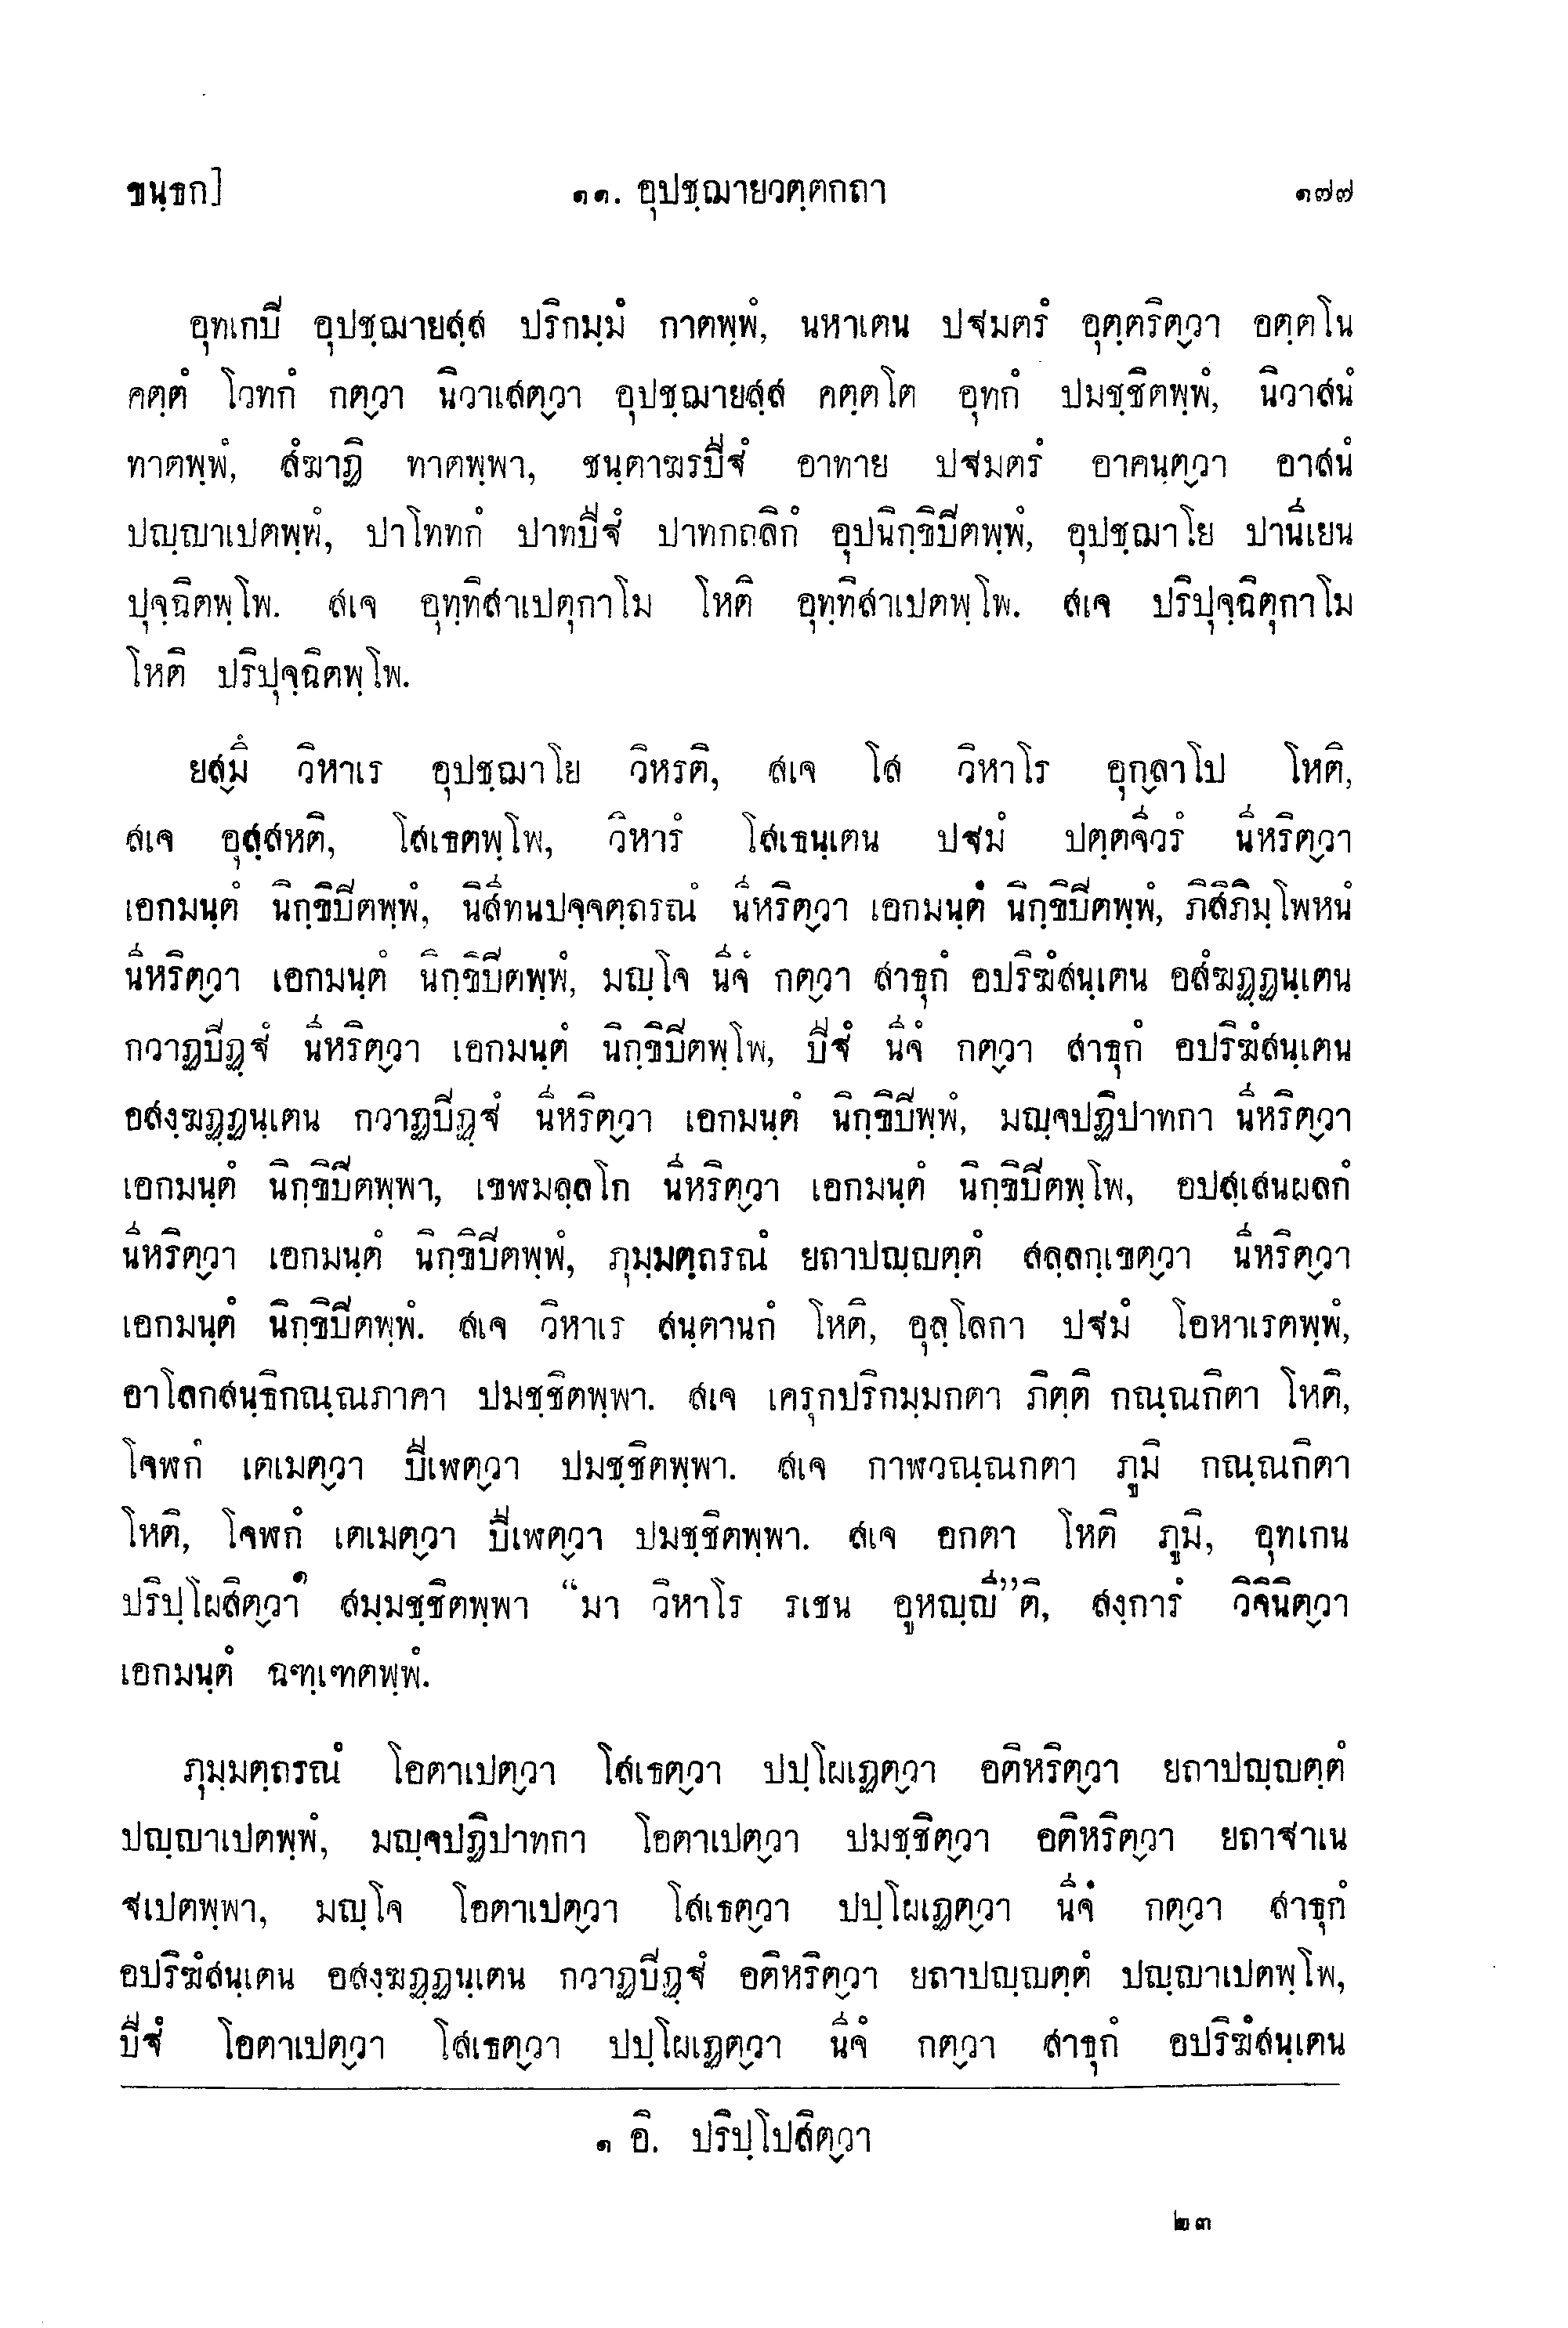 ขนฺธก] ๑๑. อุปชฺฌายวตฺตกถา ๑๗๗
อุทเกปิ อุปชฺฌายสฺส ปริกมฺมํ กาตพฺพํ, นหาเตน ปฐมตรํ อุตฺตริตฺวา อตฺตโน
คตฺตํ โวทกํ กตฺวา นิวาเสตฺวา อุปชฺฌายสฺส คตฺตโต อุทกํ ปมชฺชิตพฺพํ, นิวาสนํ
ทาตพฺพํ, สํฆาฏิ ทาตพฺพา, ชนฺตาฆรปีฐํ อาทาย ปฐมตรํ อาคนฺตฺวา อาสนํ
ปญฺญาเปตพฺพํ, ปาโททกํ ปาทปีฐํ ปาทกถลิกํ อุปนิกฺขิปิตพฺพํ, อุปชฺฌาโย ปานีเยน
ปุจฺฉิตพฺโพ. สเจ อุทฺทิสาเปตุกาโม โหติ อุทฺทิสาเปตพฺโพ. สเจ ปริปุจฺฉิตุกาโม
โหติ ปริปุจฺฉิตพฺโพ.
ยสฺมึ วิหาเร อุปชฺฌาโย วิหรติ, สเจ โส วิหาโร อุกฺลาโป โหติ,
สเจ อุสฺสหติ, โสเธตพฺโพ, วิหารํ โสเธนฺเตน ปฐมํ ปตฺตจีวรํ นีหริตฺวา
เอกมนฺตํ นิกฺขิปิตพฺพํ, นิสีทนปจฺจตฺถรณํ นีหริตฺวา เอกมนฺตํ นิกฺขิปิตพฺพํ, ภิสิภิมฺโพหนํ
นีหริตฺวา เอกมนฺตํ นิกฺขิปิตพฺพํ, มญฺโจ นีจํ กตฺวา สาธุกํ อปริฆํสนฺเตน อสํฆฏฺฏนฺเตน
กวาฏปีฏฺฐํ นีหริตฺวา เอกมนฺตํ นิกฺขิปิตพฺโพ, ปีฐํ นีจํ กตฺวา สาธุกํ อปริฆํสนฺเตน
อสงฺฆฏฺฏนฺเตน กวาฏปีฏฺฐํ นีหริตฺวา เอกมนฺตํ นิกฺขิปิพฺพํ, มญฺจปฏิปาทกา นีหริตฺวา
เอกมนฺตํ นิกฺขิปิตพฺพา, เขฬมลฺลโก นีหริตฺวา เอกมนฺตํ นิกฺขิปิตพฺโพ, อปสฺเสนผลกํ
นีหริตฺวา เอกมนฺตํ นิกฺขิปิตพฺพํ, ภุมฺมตฺถรณํ ยถาปญฺญตฺตํ สลฺลกฺเขตฺวา นีหริตฺวา
เอกมนฺตํ นิกฺขิปิตพฺพํ. สเจ วิหาเร สนฺตานกํ โหติ, อุลฺโลกา ปฐมํ โอหาเรตพฺพํ,
อาโลกสนฺธิกณฺณภาคา ปมชฺชิตพฺพา. สเจ เครุกปริกมฺมกตา ภิตฺติ กณฺณกิตา โหติ,
โจฬกํ เตเมตฺวา ปีเฬตฺวา ปมชฺชิตพฺพา. สเจ กาฬวณฺณกตา ภูมิ กณฺณกิตา
โหติ, โจฬกํ เตเมตฺวา ปีเฬตฺวา ปมชฺชิตพฺพา. สเจ อกตา โหติ ภูมิ, อุทเกน
ปริปฺโผสิตฺวา๑ สมฺมชฺชิตพฺพา “มา วิหาโร รเชน อูหญฺญี”ติ, สงฺการํ วิจินิตฺวา
เอกมนฺตํ ฉฑฺเฑตพฺพํ.
ภุมฺมตฺถรณํ โอตาเปตฺวา โสเธตฺวา ปปฺโผเฏตฺวา อติหริตฺวา ยถาปญฺญตฺตํ
ปญฺญาเปตพฺพํ, มญฺจปฏิปาทกา โอตาเปตฺวา ปมชฺชิตฺวา อติหริตฺวา ยถาฐาเน
ฐเปตพฺพา, มญฺโจ โอตาเปตฺวา โสเธตฺวา ปปฺโผเฏตฺวา นีจํ กตฺวา สาธุกํ
อปริฆํสนฺเตน อสงฺฆฏฺฏนฺเตน กวาฏปีฏฺฐํ อติหริตฺวา ยถาปญฺญตฺตํ ปญฺญาเปตพฺโพ,
ปีฐํ โอตาเปตฺวา โสเธตฺวา ปปฺโผเฏตฺวา นีจํ กตฺวา สาธุกํ อปริฆํสนฺเตน
๑ อิ. ปริปฺโปสิตฺวา
๒๓